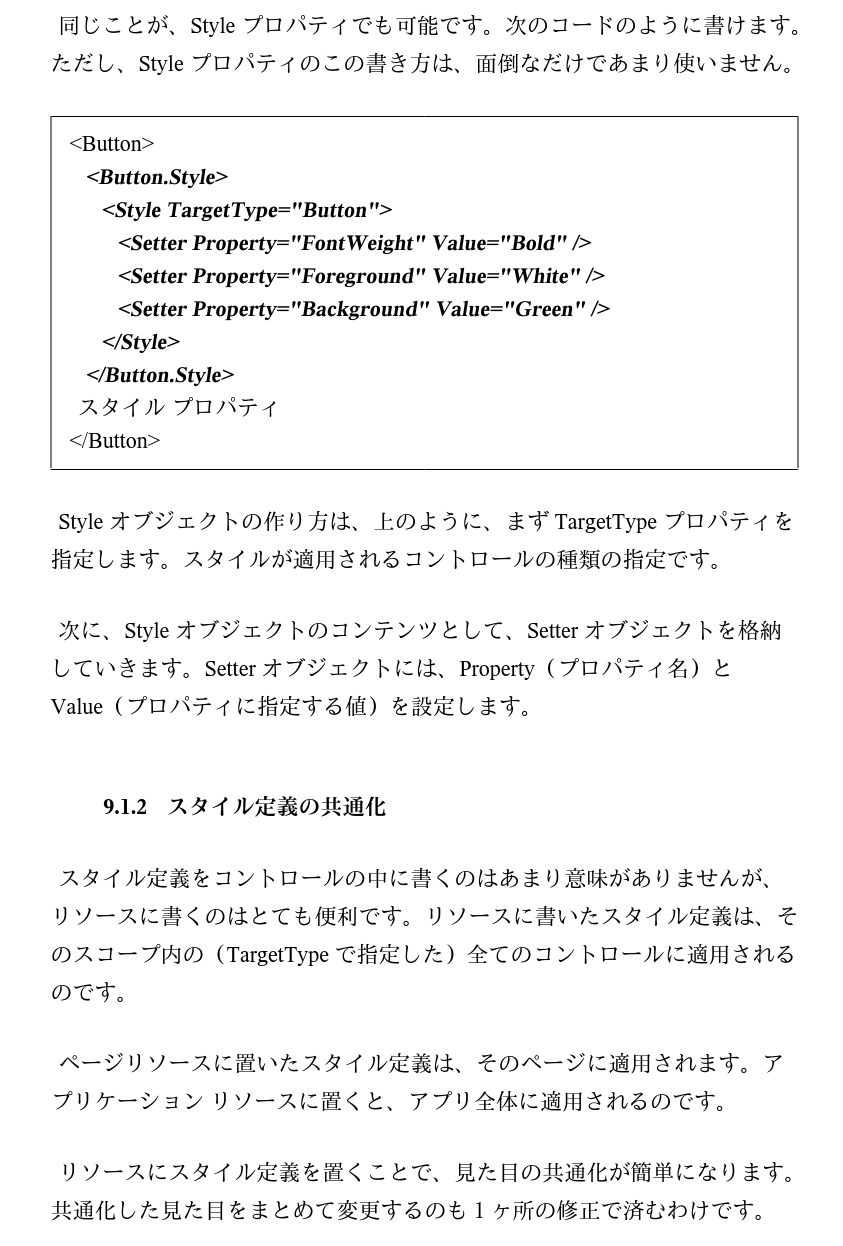 同じことが、Style プロパティでも可能です。次のコードのように書けます。
ただし、Style プロパティのこの書き方は、面倒なだけであまり使いません。
<Button>
<Button.Style>
<Style TargetType="Button">
<Setter Property="FontWeight" Value="Bold" />
<Setter Property="Foreground" Value="White" />
<Setter Property="Background" Value="Green" />
</Style>
</Button.Style>
スタイル プロパティ
</Button>
Style オブジェクトの作り方は、上のように、まず TargetType プロパティを
指定します。スタイルが適用されるコントロールの種類の指定です。
次に、Style オブジェクトのコンテンツとして、Setter オブジェクトを格納
していきます。Setter オブジェクトには、Property（プロパティ名）と
Value（プロパティに指定する値）を設定します。
9.1.2　スタイル定義の共通化
スタイル定義をコントロールの中に書くのはあまり意味がありませんが、
リソースに書くのはとても便利です。リソースに書いたスタイル定義は、そ
のスコープ内の（TargetType で指定した）全てのコントロールに適用される
のです。
ページリソースに置いたスタイル定義は、そのページに適用されます。ア
プリケーション リソースに置くと、アプリ全体に適用されるのです。
リソースにスタイル定義を置くことで、見た目の共通化が簡単になります。
共通化した見た目をまとめて変更するのも 1 ヶ所の修正で済むわけです。